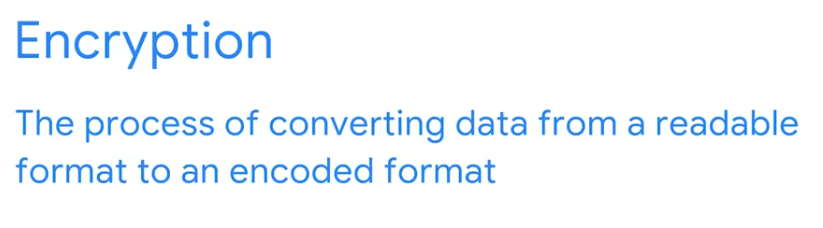 Encryption
The process of converting data from a readable
format to an encoded format